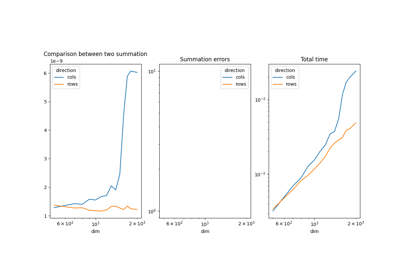 Comparison between two summation
Summation errors
Total time
1e−9
direction
cols
rows
direction
cols
rows
direction
cols
rows
6
5
4
3
2
1
10¹
10⁰
10⁻²
10⁻³
6 × 10²
10³
2 × 10³
6 × 10²
10³
2 × 10³
6 × 10²
10³
2 × 10³
dim
dim
dim